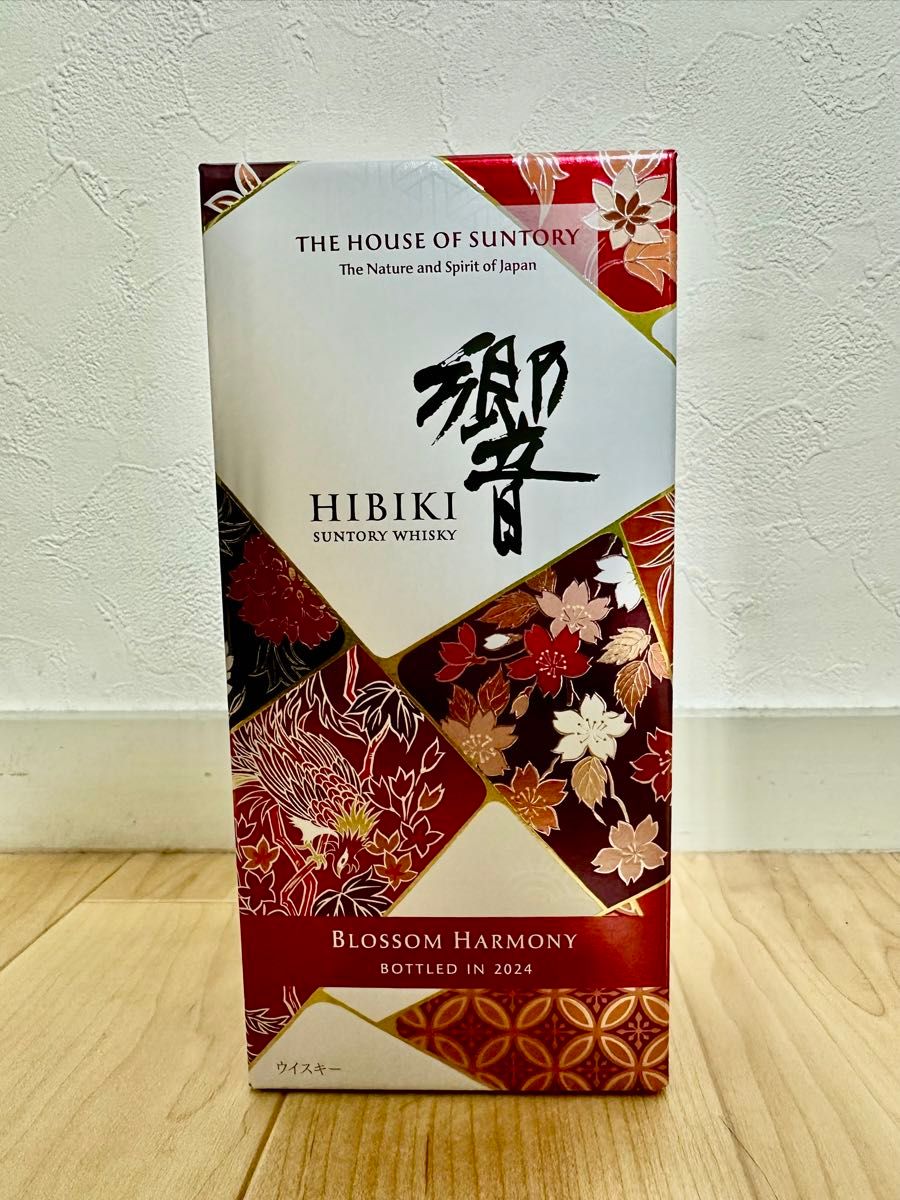 THE HOUSE OF SUNTORY
The Nature and Spirit of Japan
響
HIBIKI
SUNTORY WHISKY
BLOSSOM HARMONY
BOTTLED IN 2024
ウイスキー